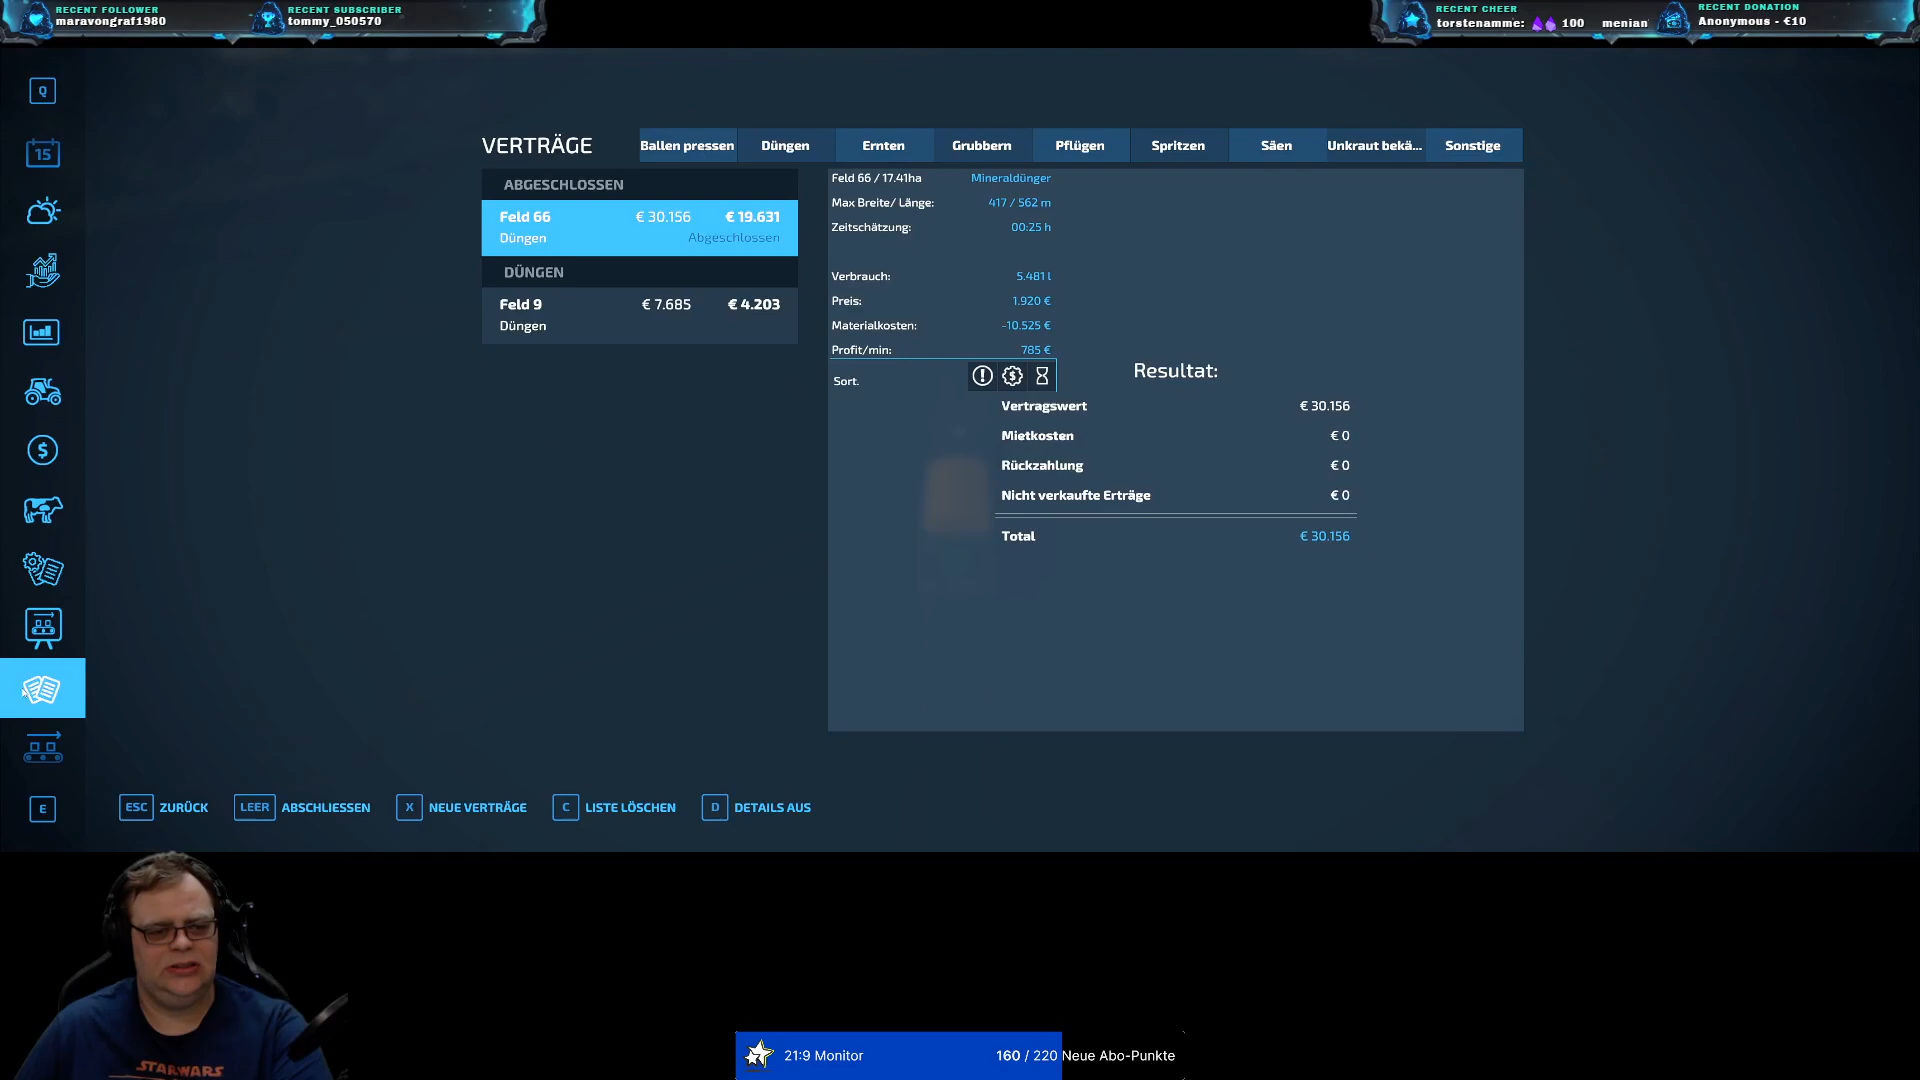 RECENT FOLLOWER
maravongraf1980
RECENT SUBSCRIBER
tommy_050570
RECENT CHEER
torstenamme: 100 menian
RECENT DONATION
Anonymous - €10
Q
15
E
VERTRÄGE
Ballen pressen
Düngen
Ernten
Grubbern
Pflügen
Spritzen
Säen
Unkraut bekä...
Sonstige
ABGESCHLOSSEN
Feld 66 € 30.156 € 19.631
Düngen Abgeschlossen
DÜNGEN
Feld 9 € 7.685 € 4.203
Düngen
Feld 66 / 17.41ha Mineraldünger
Max Breite/ Länge: 417 / 562 m
Zeitschätzung: 00:25 h
Verbrauch: 5.481 l
Preis: 1.920 €
Materialkosten: -10.525 €
Profit/min: 785 €
Sort.
Resultat:
Vertragswert € 30.156
Mietkosten € 0
Rückzahlung € 0
Nicht verkaufte Erträge € 0
Total € 30.156
ESC ZURÜCK
LEER ABSCHLIESSEN
X NEUE VERTRÄGE
C LISTE LÖSCHEN
D DETAILS AUS
STARWARS
21:9 Monitor 160 / 220 Neue Abo-Punkte